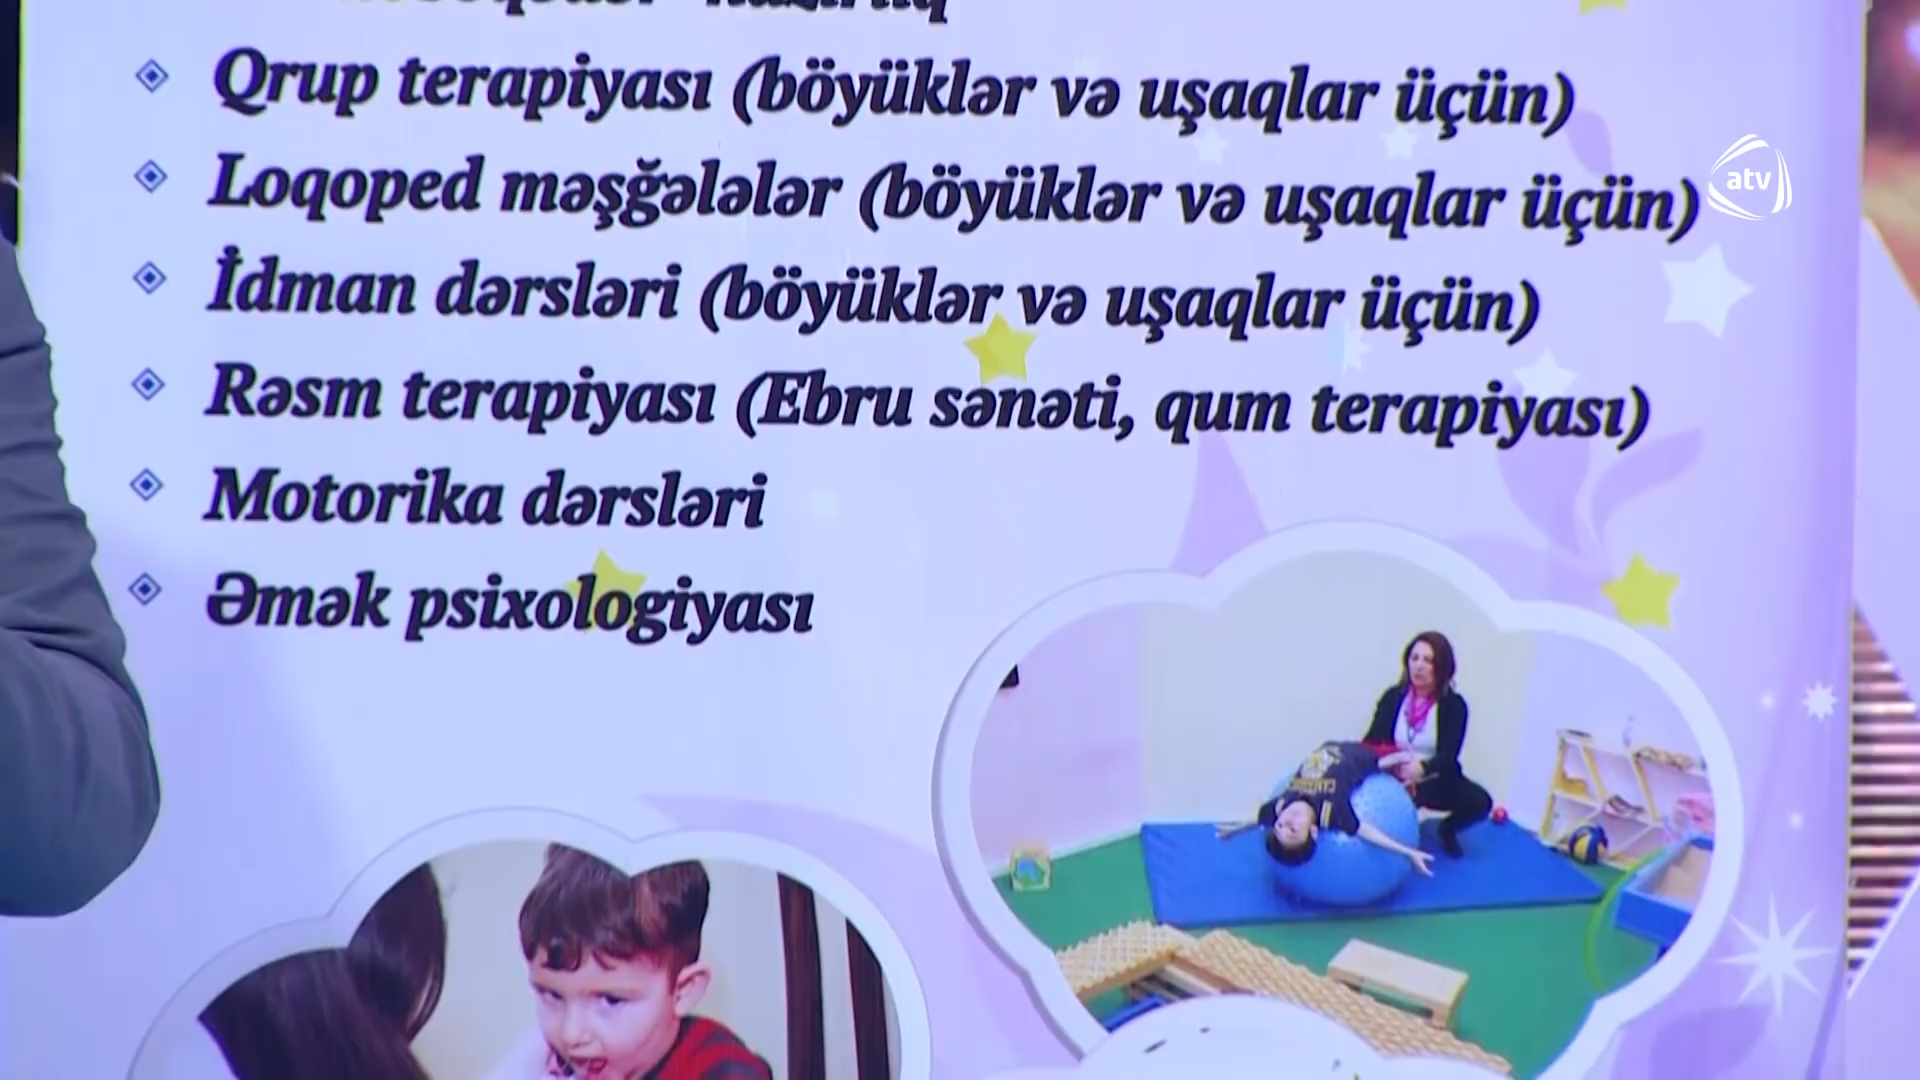 hazırlıq
Qrup terapiyası (böyüklər və uşaqlar üçün)
Loqoped məşğələlər (böyüklər və uşaqlar üçün)
atv
İdman dərsləri (böyüklər və uşaqlar üçün)
Rəsm terapiyası (Ebru sənəti, qum terapiyası)
Motorika dərsləri
Əmək psixologiyası